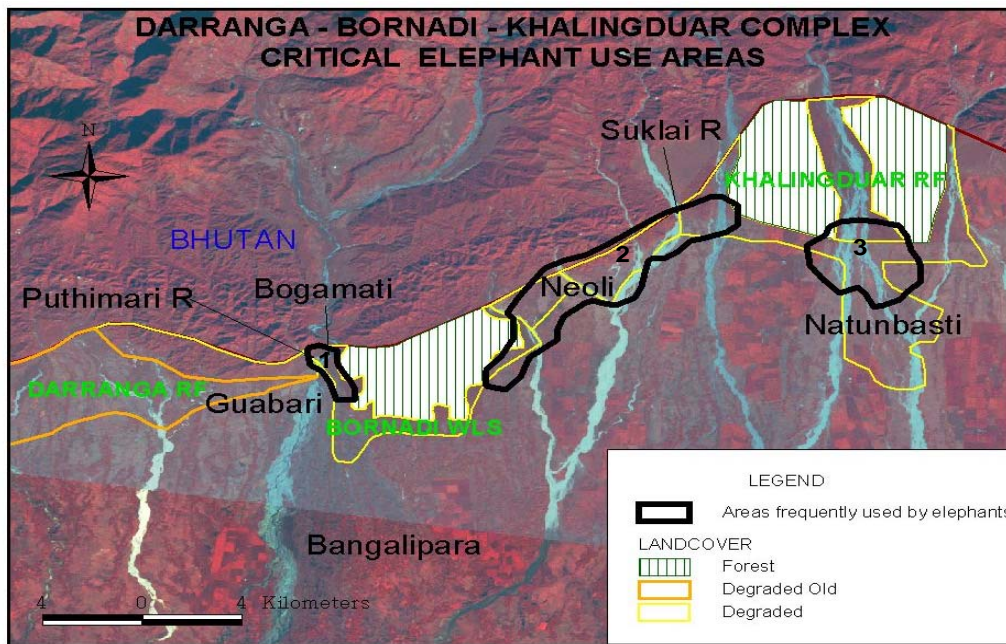 DARRANGA - BORNADI - KHALINGDUAR COMPLEX
CRITICAL ELEPHANT USE AREAS
N
Suklai R
KHALINGDUAR RF
BHUTAN
2
3
Bogamati
Neoli
Puthimari R
Natunbasti
1
DARRANGA RF
Guabari
BORNADI WLS
Bangalipara
LEGEND
Areas frequently used by elephants
LANDCOVER
Forest
Degraded Old
Degraded
4 0 4 Kilometers